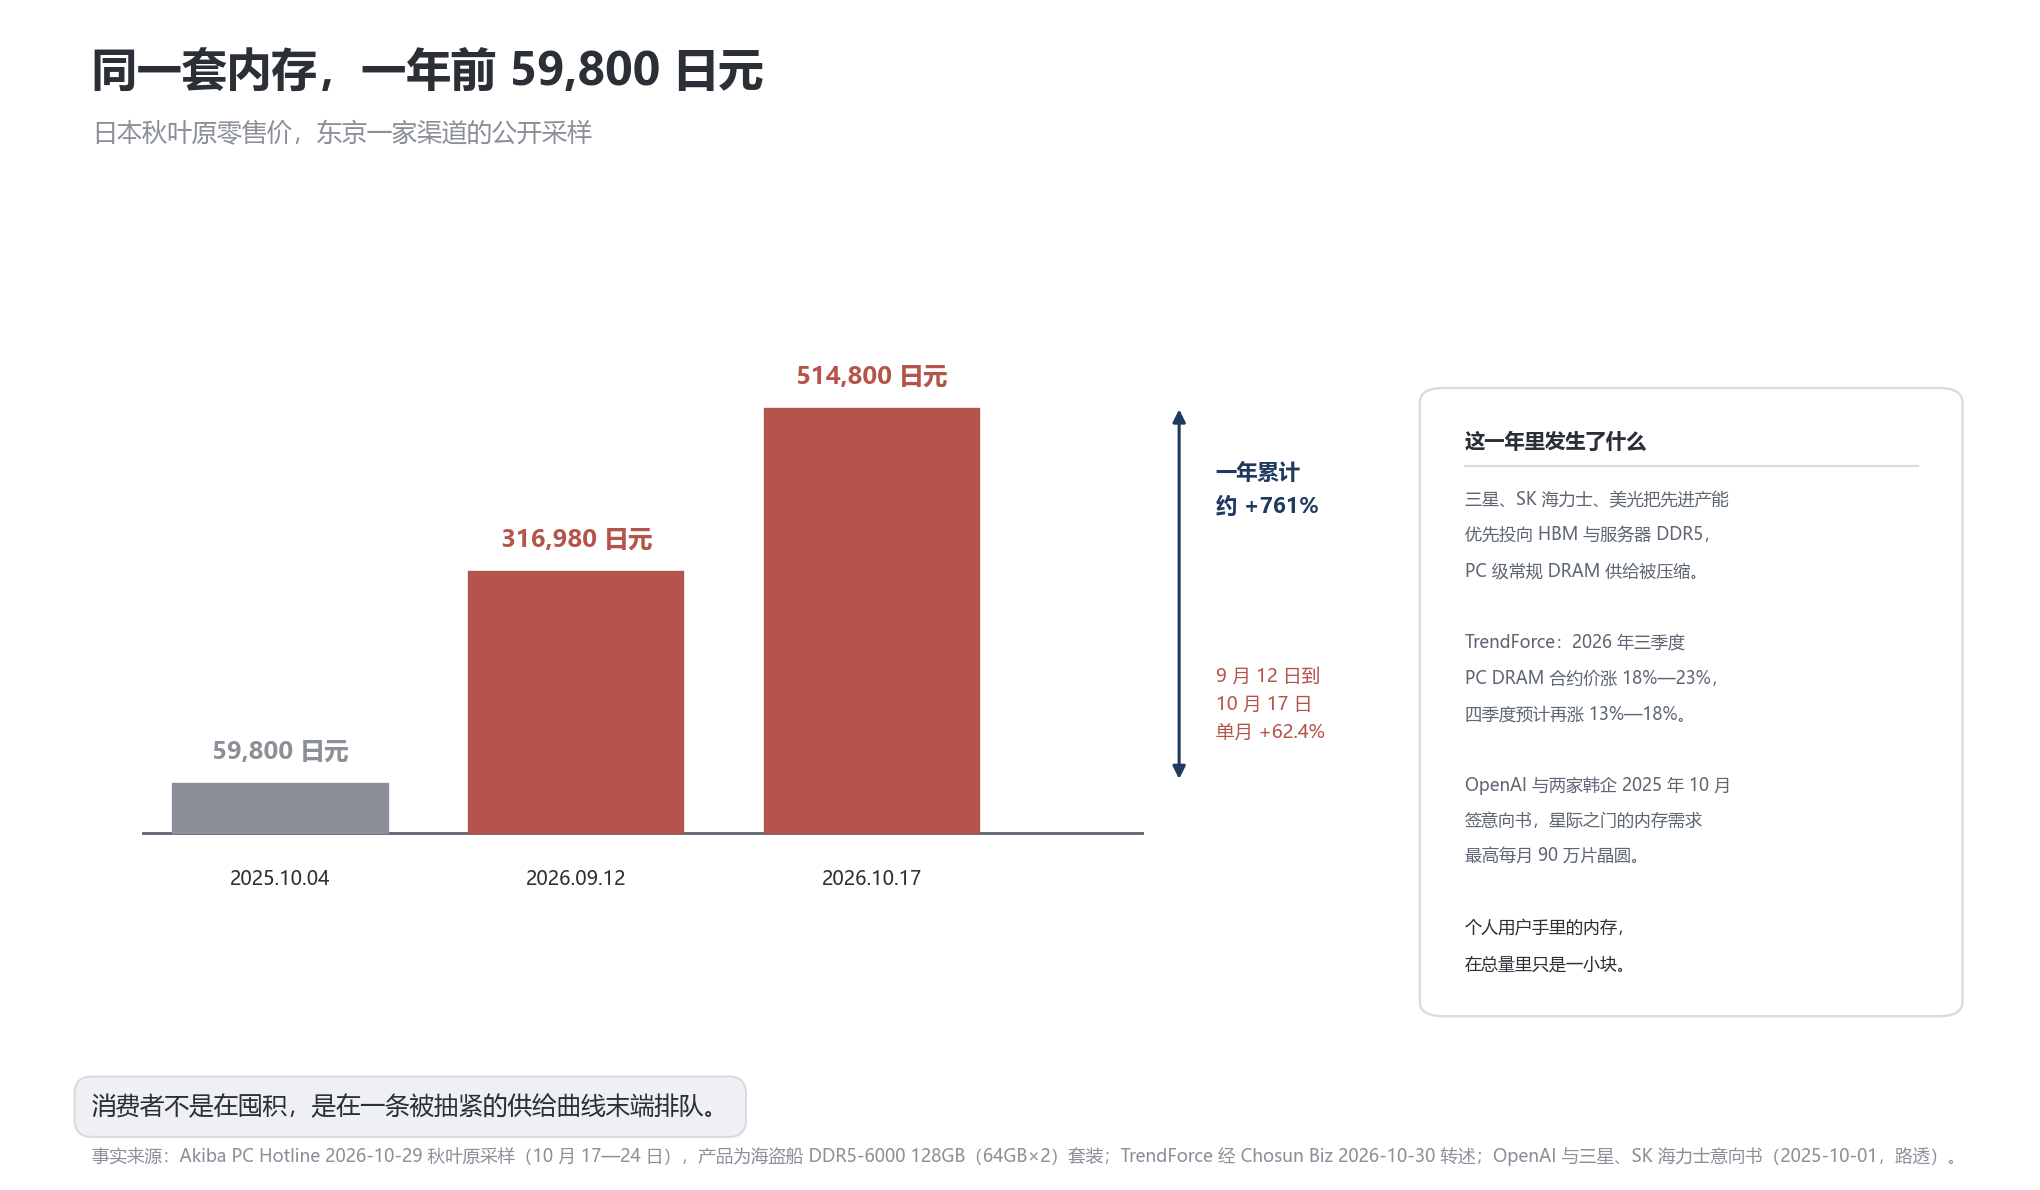 同一套内存，一年前 59,800 日元
日本秋叶原零售价，东京一家渠道的公开采样
514,800 日元
316,980 日元
59,800 日元
2025.10.04
2026.09.12
2026.10.17
一年累计
约 +761%
9 月 12 日到
10 月 17 日
单月 +62.4%
这一年里发生了什么
三星、SK 海力士、美光把先进产能
优先投向 HBM 与服务器 DDR5，
PC 级常规 DRAM 供给被压缩。
TrendForce：2026 年三季度
PC DRAM 合约价涨 18%—23%，
四季度预计再涨 13%—18%。
OpenAI 与两家韩企 2025 年 10 月
签意向书，星际之门的内存需求
最高每月 90 万片晶圆。
个人用户手里的内存，
在总量里只是一小块。
消费者不是在囤积，是在一条被抽紧的供给曲线末端排队。
事实来源：Akiba PC Hotline 2026-10-29 秋叶原采样（10 月 17—24 日），产品为海盗船 DDR5-6000 128GB（64GB×2）套装；TrendForce 经 Chosun Biz 2026-10-30 转述；OpenAI 与三星、SK 海力士意向书（2025-10-01，路透）。